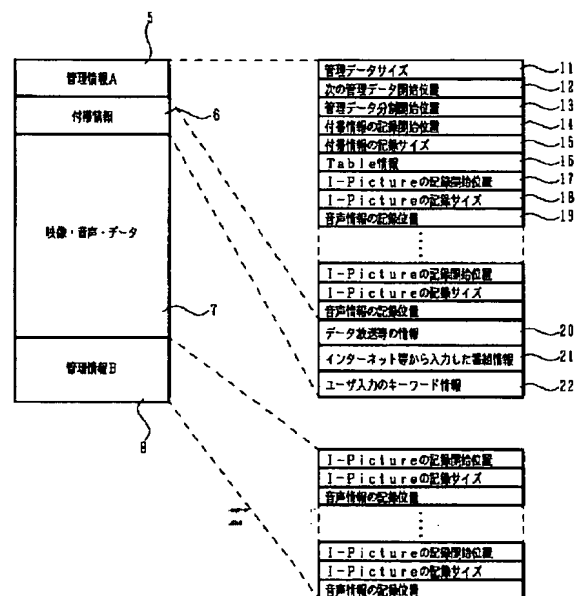 5
管理情報A
付帯情報
6
映像・音声・データ
7
管理情報B
8
管理データサイズ 11
次の管理データ開始位置 12
管理データ分割開始位置 13
付帯情報の記録開始位置 14
付帯情報の記録サイズ 15
Table情報 16
I-Pictureの記録開始位置 17
I-Pictureの記録サイズ 18
音声情報の記録位置 19
I-Pictureの記録開始位置
I-Pictureの記録サイズ
音声情報の記録位置
データ放送等の情報 20
インターネット等から入力した番組情報 21
ユーザ入力のキーワード情報 22
I-Pictureの記録開始位置
I-Pictureの記録サイズ
音声情報の記録位置
I-Pictureの記録開始位置
I-Pictureの記録サイズ
音声情報の記録位置